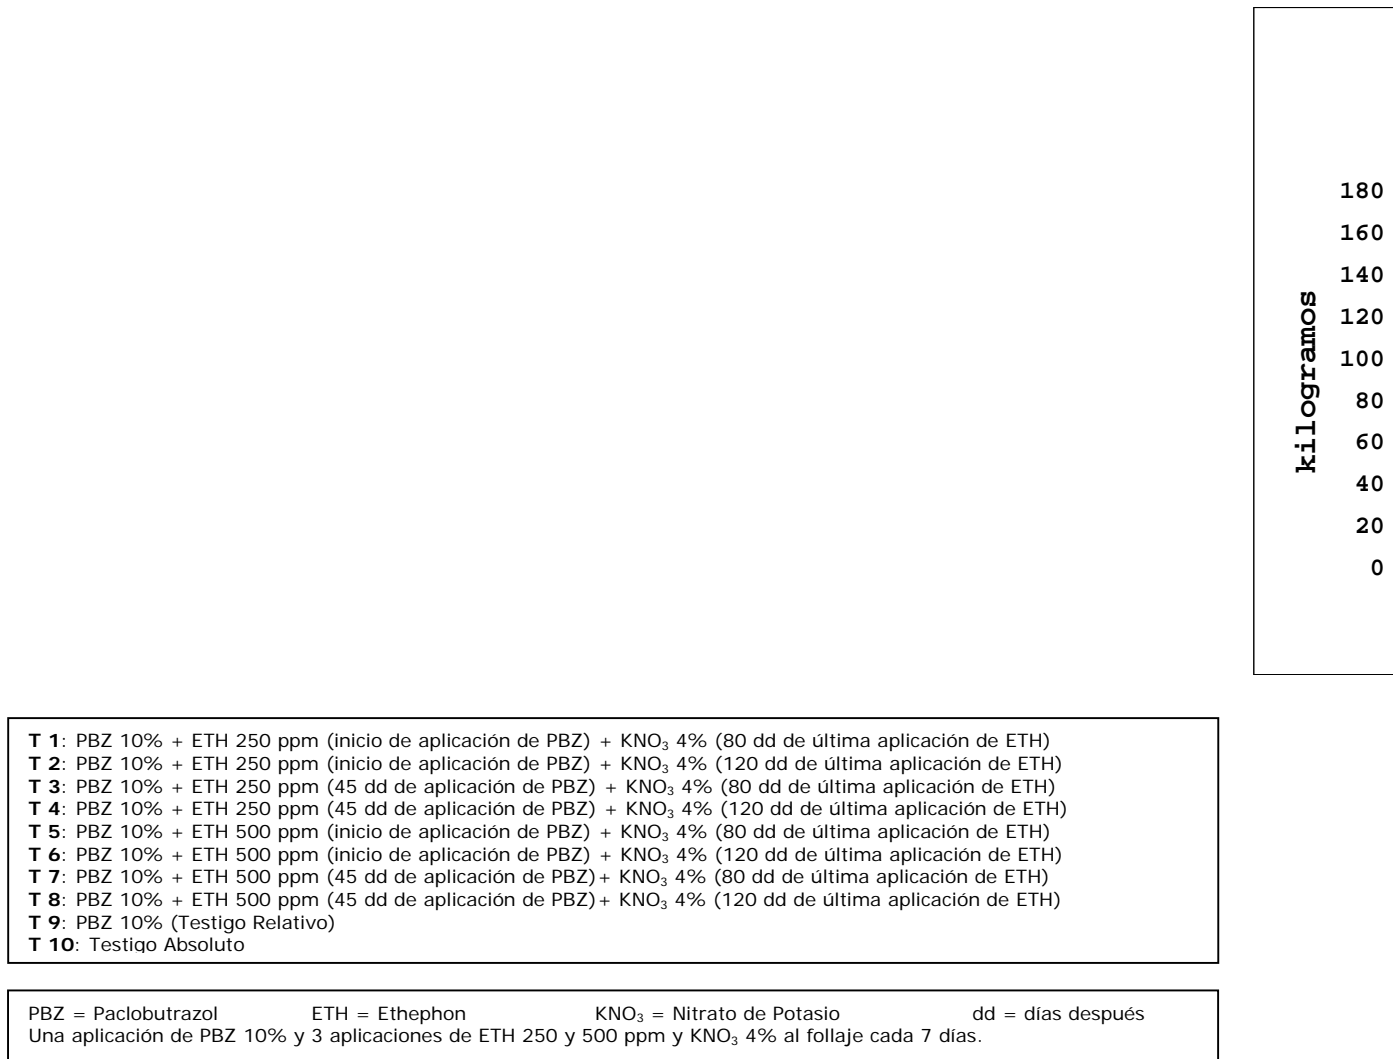 180
160
140
120
100
80
60
40
20
0
kilogramos
T 1: PBZ 10% + ETH 250 ppm (inicio de aplicación de PBZ) + KNO₃ 4% (80 dd de última aplicación de ETH)
T 2: PBZ 10% + ETH 250 ppm (inicio de aplicación de PBZ) + KNO₃ 4% (120 dd de última aplicación de ETH)
T 3: PBZ 10% + ETH 250 ppm (45 dd de aplicación de PBZ) + KNO₃ 4% (80 dd de última aplicación de ETH)
T 4: PBZ 10% + ETH 250 ppm (45 dd de aplicación de PBZ) + KNO₃ 4% (120 dd de última aplicación de ETH)
T 5: PBZ 10% + ETH 500 ppm (inicio de aplicación de PBZ) + KNO₃ 4% (80 dd de última aplicación de ETH)
T 6: PBZ 10% + ETH 500 ppm (inicio de aplicación de PBZ) + KNO₃ 4% (120 dd de última aplicación de ETH)
T 7: PBZ 10% + ETH 500 ppm (45 dd de aplicación de PBZ)+ KNO₃ 4% (80 dd de última aplicación de ETH)
T 8: PBZ 10% + ETH 500 ppm (45 dd de aplicación de PBZ)+ KNO₃ 4% (120 dd de última aplicación de ETH)
T 9: PBZ 10% (Testigo Relativo)
T 10: Testigo Absoluto
PBZ = Paclobutrazol ETH = Ethephon KNO₃ = Nitrato de Potasio dd = días después
Una aplicación de PBZ 10% y 3 aplicaciones de ETH 250 y 500 ppm y KNO₃ 4% al follaje cada 7 días.